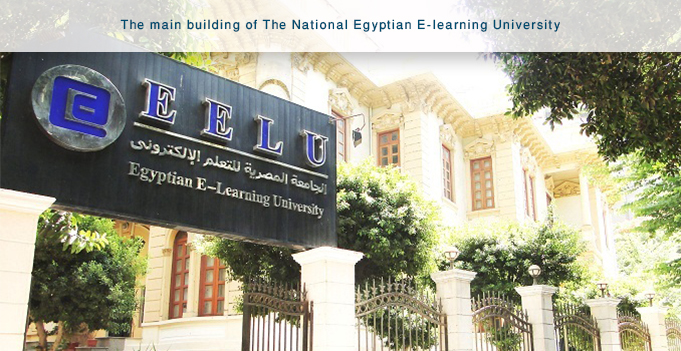 The main building of The National Egyptian E-learning University
EELU
الجامعة المصرية للتعلم الإلكترونى
Egyptian E-Learning University